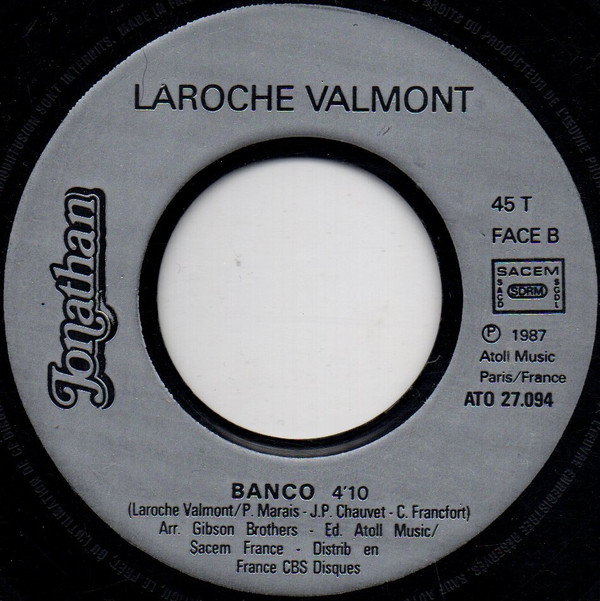 LAROCHE VALMONT
Jonathan
45 T
FACE B
SACEM
SACD
SDRM
SGDL
Ⓟ 1987
Atoll Music
Paris/France
ATO 27.094
BANCO 4'10
(Laroche Valmont/P. Marais - J.P. Chauvet - C. Francfort)
Arr. Gibson Brothers - Ed. Atoll Music/
Sacem France - Distrib en
France CBS Disques